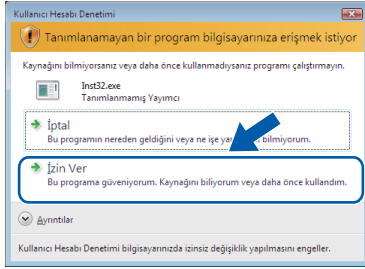 Kullanıcı Hesabı Denetimi
Tanımlanamayan bir program bilgisayarınıza erişmek istiyor
Kaynağını bilmiyorsanız veya daha önce kullanmadıysanız programı çalıştırmayın.
Inst32.exe
Tanımlanmamış Yayımcı
İptal
Bu programın nereden geldiğini veya ne işe bilmiyorum.
İzin Ver
Bu programa güveniyorum. Kaynağını biliyorum veya daha önce kullandım.
Ayrıntılar
Kullanıcı Hesabı Denetimi bilgisayarınızda izinsiz değişiklik yapılmasını engeller.